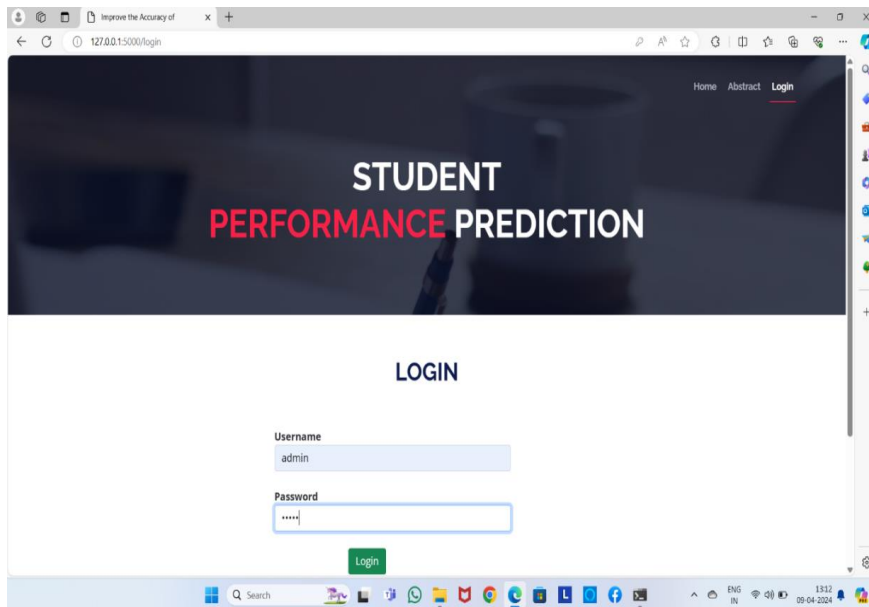 Improve the Accuracy of
127.0.0.1:5000/login
Home Abstract Login
STUDENT
PERFORMANCE PREDICTION
LOGIN
Username
admin
Password
•••••
Login
Search
ENG
IN
13:12
09-04-2024